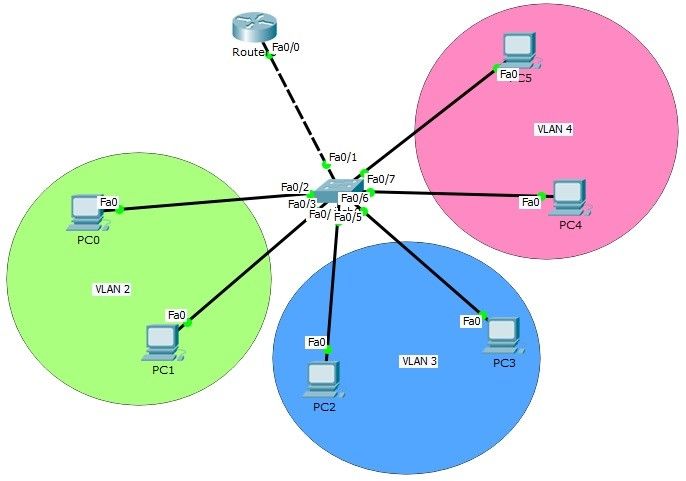 Fa0/0
Router
Fa0
PC5
VLAN 4
Fa0/1
Fa0/7
Fa0/2
Fa0/6
Fa0/3
Fa0/
Fa0/5
Fa0
PC4
Fa0
PC0
VLAN 2
Fa0
PC1
Fa0
PC2
VLAN 3
Fa0
PC3